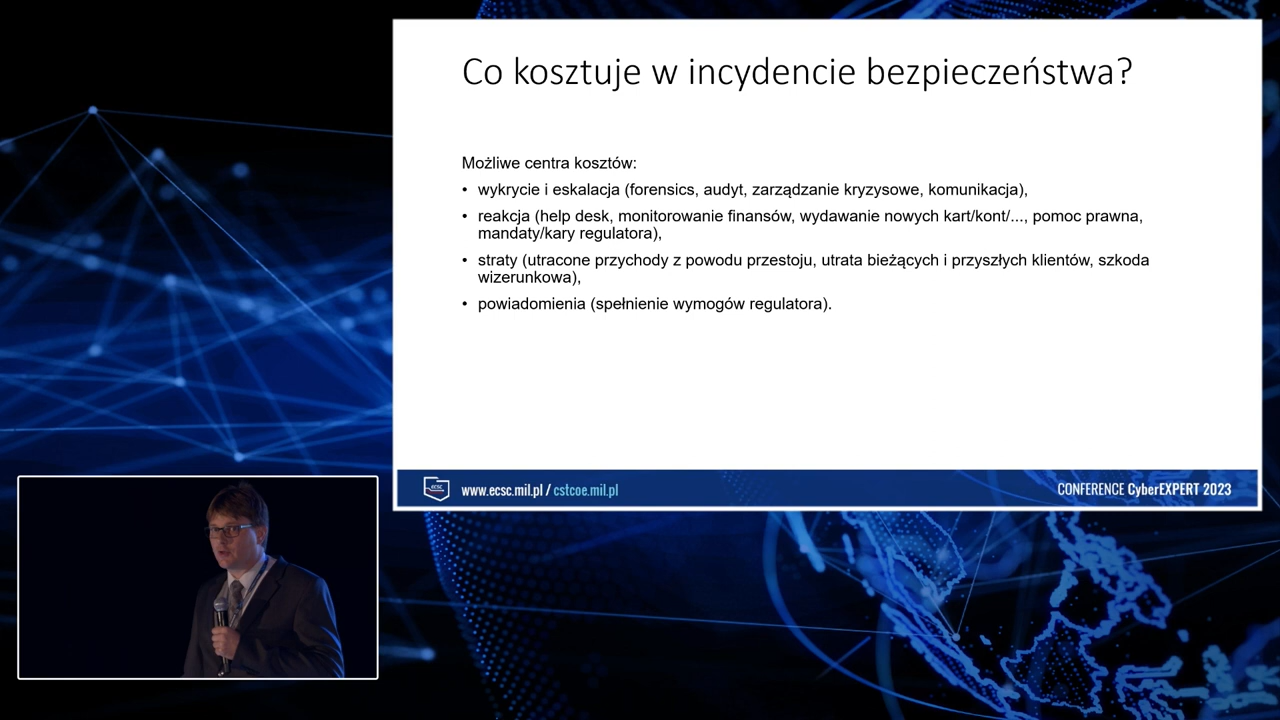 Co kosztuje w incydencie bezpieczeństwa?
Możliwe centra kosztów:
• wykrycie i eskalacja (forensics, audyt, zarządzanie kryzysowe, komunikacja),
• reakcja (help desk, monitorowanie finansów, wydawanie nowych kart/kont/..., pomoc prawna,
mandaty/kary regulatora),
• straty (utracone przychody z powodu przestoju, utrata bieżących i przyszłych klientów, szkoda
wizerunkowa),
• powiadomienia (spełnienie wymogów regulatora).
ecsc
www.ecsc.mil.pl / cstcoe.mil.pl
CONFERENCE CyberEXPERT 2023